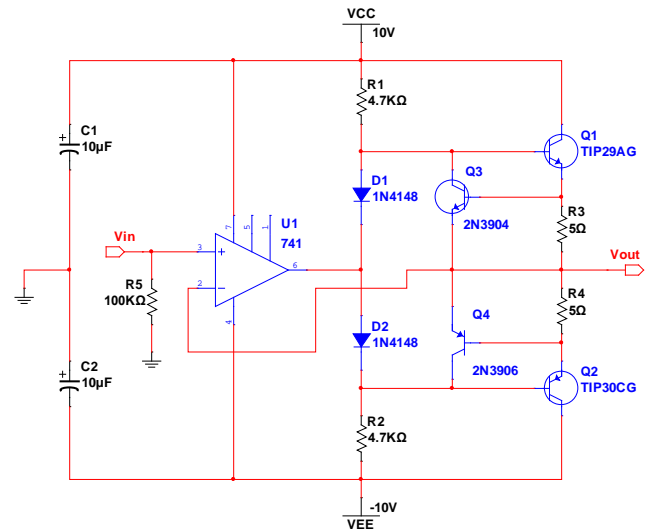 VCC
10V
R1
4.7KΩ
C1
10µF
Q1
TIP29AG
Q3
D1
1N4148
2N3904
R3
5Ω
U1
741
7
5
1
Vin
3
6
Vout
2
4
R5
100KΩ
R4
5Ω
Q4
D2
1N4148
2N3906
C2
10µF
Q2
TIP30CG
R2
4.7KΩ
-10V
VEE